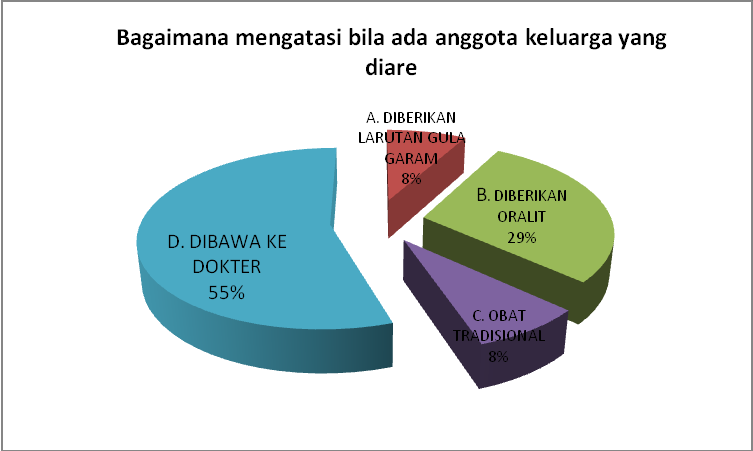 Bagaimana mengatasi bila ada anggota keluarga yang
diare
A. DIBERIKAN
LARUTAN GULA
GARAM
8%
B. DIBERIKAN
ORALIT
29%
C. OBAT
TRADISIONAL
8%
D. DIBAWA KE
DOKTER
55%